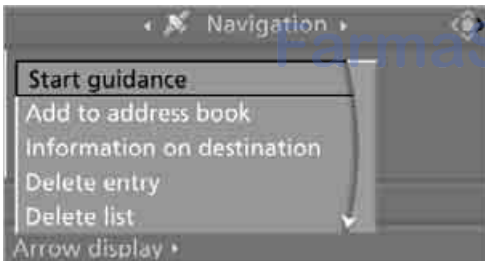 Navigation
Start guidance
Add to address book
Information on destination
Delete entry
Delete list
Arrow display